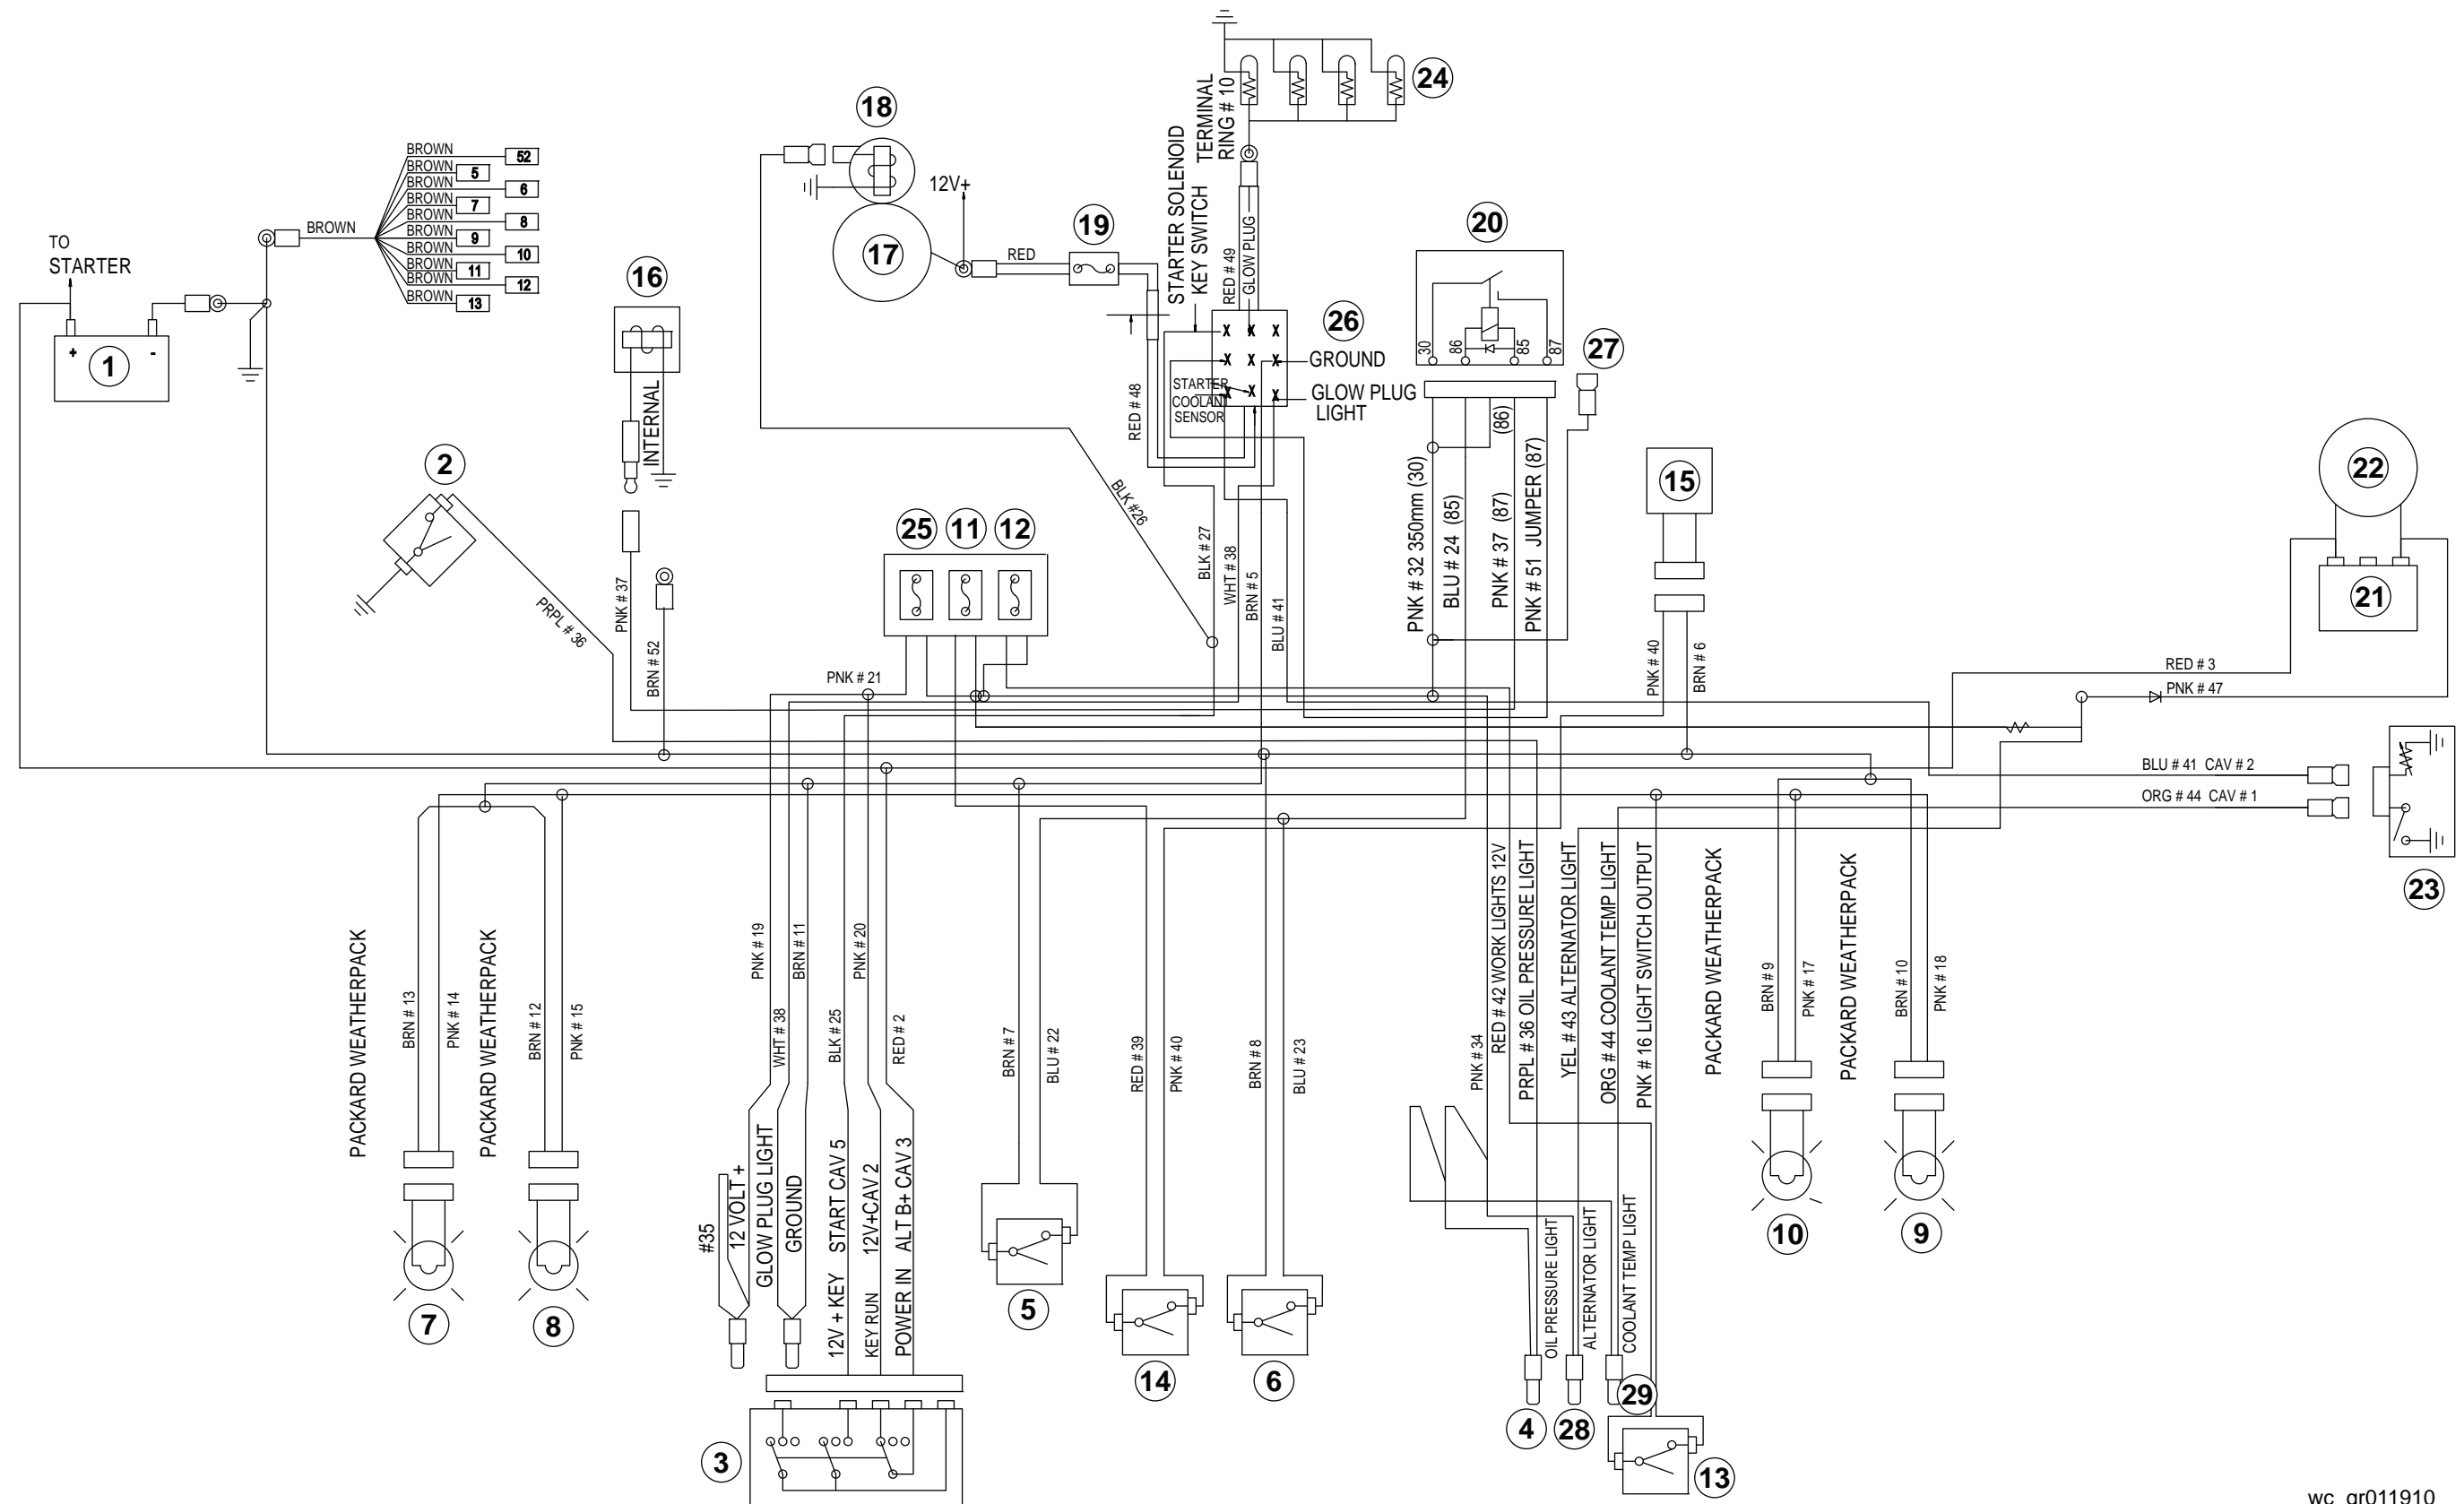 24
18
TERMINAL
RING # 10
STARTER SOLENOID
KEY SWITCH
BROWN
52
BROWN
5
BROWN
6
BROWN
7
BROWN
8
BROWN
9
BROWN
10
BROWN
11
BROWN
12
BROWN
13
BROWN
12V+
19
20
TO
STARTER
17
RED
RED # 49
GLOW PLUG
16
26
27
+
1
-
30
86
85
87
GROUND
STARTER
COOLANT
SENSOR
GLOW PLUG
LIGHT
RED # 48
INTERNAL
2
(86)
22
15
PNK # 32 350mm (30)
BLU # 24 (85)
PNK # 37 (87)
PNK # 51 JUMPER (87)
BLK #26
25
11
12
BLK # 27
WHT # 38
BRN # 5
BLU # 41
21
PRPL # 36
PNK # 37
BRN # 52
PNK # 40
BRN # 6
PNK # 21
RED # 3
PNK # 47
BLU # 41 CAV # 2
ORG # 44 CAV # 1
23
PACKARD WEATHERPACK
BRN # 13
PNK # 14
PACKARD WEATHERPACK
BRN # 12
PNK # 15
PNK # 19
WHT # 38
BRN # 11
BLK # 25
PNK # 20
RED # 2
BRN # 7
BLU # 22
RED # 39
PNK # 40
BRN # 8
BLU # 23
PNK # 34
RED # 42 WORK LIGHTS 12V
PRPL # 36 OIL PRESSURE LIGHT
YEL # 43 ALTERNATOR LIGHT
ORG # 44 COOLANT TEMP LIGHT
PNK # 16 LIGHT SWITCH OUTPUT
PACKARD WEATHERPACK
BRN # 9
PNK # 17
PACKARD WEATHERPACK
BRN # 10
PNK # 18
#35
12 VOLT +
GLOW PLUG LIGHT
GROUND
12V + KEY START CAV 5
KEY RUN 12V+CAV 2
POWER IN ALT B+ CAV 3
OIL PRESSURE LIGHT
ALTERNATOR LIGHT
COOLANT TEMP LIGHT
10
9
7
8
5
14
6
29
4
28
3
13
wc_gr011910